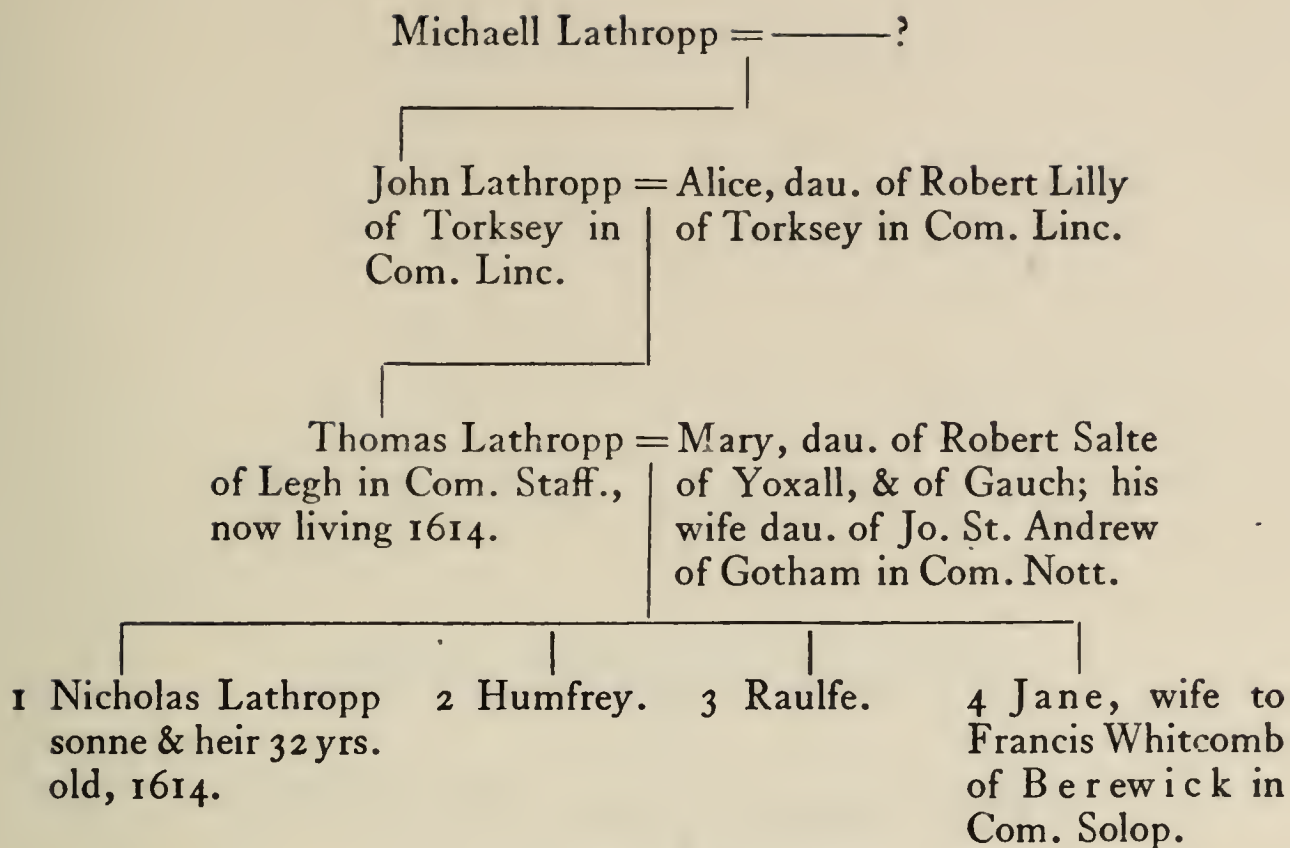 Michaell Lathropp = ——— ?
John Lathropp = Alice, dau. of Robert Lilly
of Torksey in of Torksey in Com. Linc.
Com. Linc.
Thomas Lathropp = Mary, dau. of Robert Salte
of Legh in Com. Staff., of Yoxall, & of Gauch; his
now living 1614. wife dau. of Jo. St. Andrew
of Gotham in Com. Nott.
1 Nicholas Lathropp 2 Humfrey. 3 Raulfe. 4 Jane, wife to
sonne & heir 32 yrs. Francis Whitcomb
old, 1614. of Berewick in
Com. Solop.